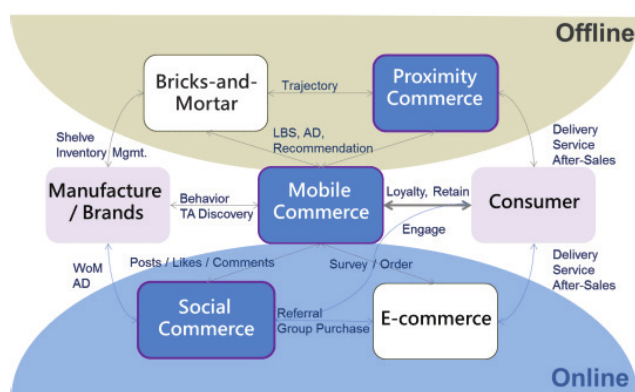 Offline
Bricks-and-
Mortar
Trajectory
Proximity
Commerce
Shelve
Inventory Mgmt.
LBS, AD,
Recommendation
Delivery
Service
After-Sales
Manufacture
/ Brands
Behavior
TA Discovery
Mobile
Commerce
Loyalty, Retain
Engage
Consumer
WoM
AD
Posts / Likes / Comments
Survey / Order
Delivery
Service
After-Sales
Social
Commerce
Referral
Group Purchase
E-commerce
Online